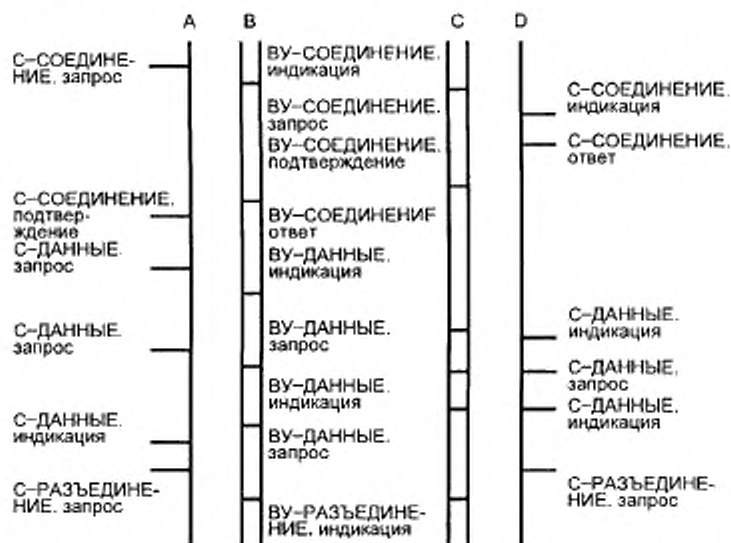 A
B
C
D
С–СОЕДИНЕ-
НИЕ. запрос
С–СОЕДИНЕНИЕ.
подтвер-
ждение
С–ДАННЫЕ.
запрос
С–ДАННЫЕ.
запрос
С–ДАННЫЕ.
индикация
С–РАЗЪЕДИНЕ-
НИЕ. запрос
ВУ–СОЕДИНЕНИЕ.
индикация
ВУ–СОЕДИНЕНИЕ.
запрос
ВУ–СОЕДИНЕНИЕ.
подтверждение
ВУ–СОЕДИНЕНИЕ
ответ
ВУ–ДАННЫЕ.
индикация
ВУ–ДАННЫЕ.
запрос
ВУ–ДАННЫЕ.
индикация
ВУ–ДАННЫЕ.
запрос
ВУ–РАЗЪЕДИНЕ-
НИЕ. индикация
С–СОЕДИНЕНИЕ.
индикация
С–СОЕДИНЕНИЕ.
ответ
С–ДАННЫЕ.
индикация
С–ДАННЫЕ.
запрос
С–ДАННЫЕ.
индикация
С–РАЗЪЕДИНЕ-
НИЕ. запрос